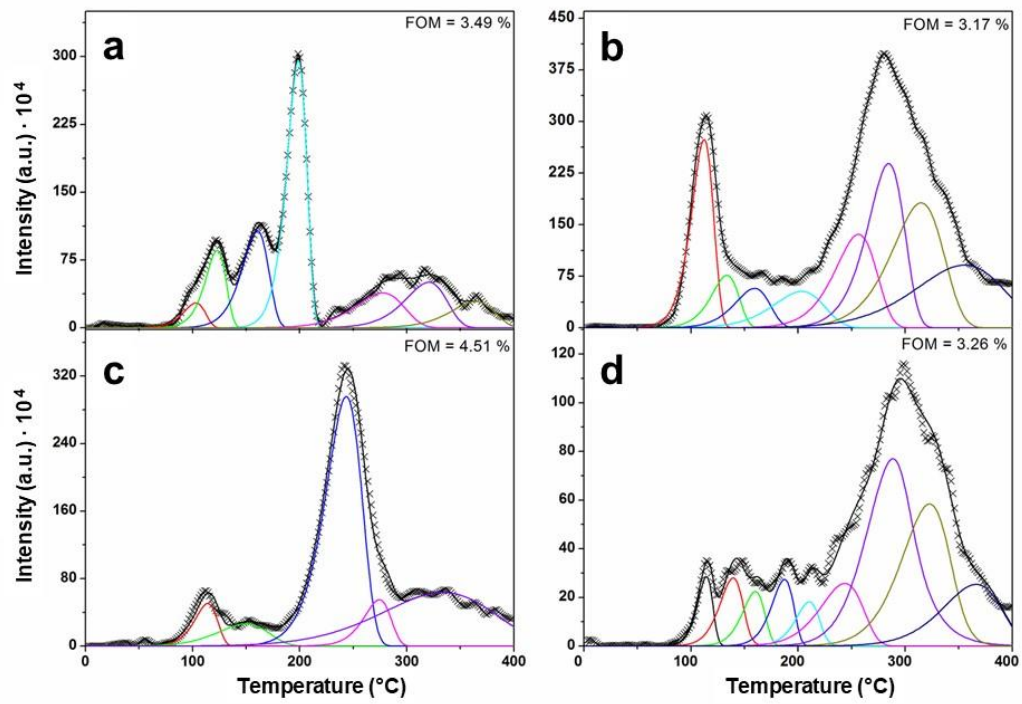 a
FOM = 3.49 %
Intensity (a.u.) · 10⁴
300
225
150
75
0
b
FOM = 3.17 %
450
375
300
225
150
75
0
c
FOM = 4.51 %
Intensity (a.u.) · 10⁴
320
240
160
80
0
0 100 200 300 400
Temperature (°C)
d
FOM = 3.26 %
120
100
80
60
40
20
0
0 100 200 300 400
Temperature (°C)